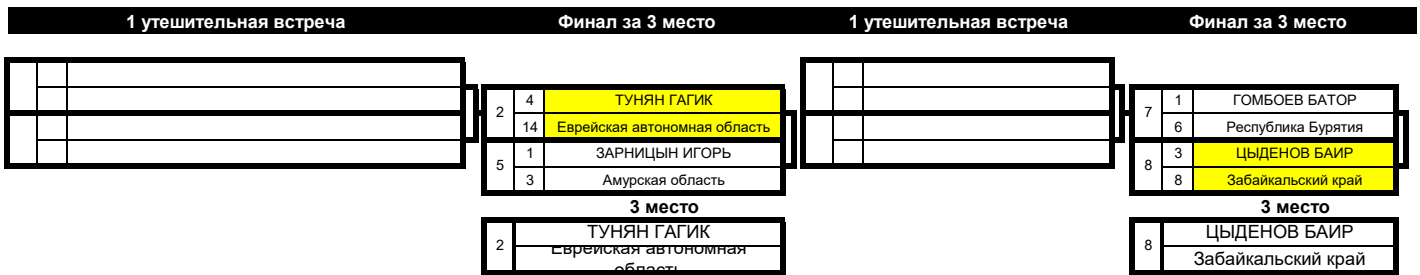 1 утешительная встреча Финал за 3 место 1 утешительная встреча Финал за 3 место
2 4 ТУНЯН ГАГИК
14 Еврейская автономная область
5 1 ЗАРНИЦЫН ИГОРЬ
3 Амурская область
7 1 ГОМБОЕВ БАТОР
6 Республика Бурятия
8 3 ЦЫДЕНОВ БАИР
8 Забайкальский край
3 место
2 ТУНЯН ГАГИК
Еврейская автономная
область
3 место
8 ЦЫДЕНОВ БАИР
Забайкальский край